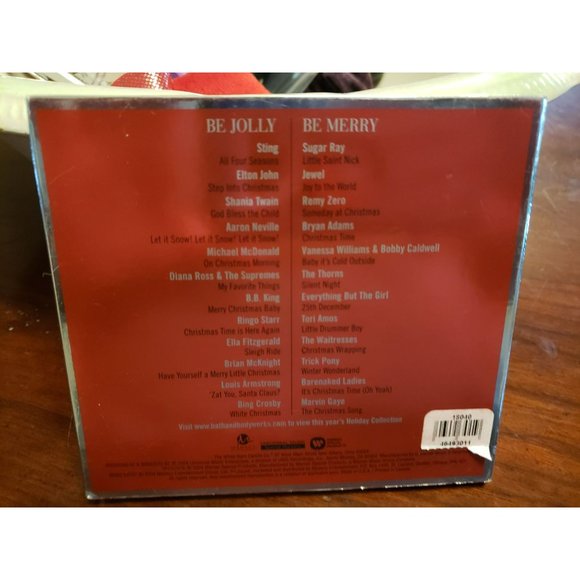 BE JOLLY
Sting
All Four Seasons
Elton John
Step Into Christmas
Shania Twain
God Bless the Child
Aaron Neville
Let it Snow! Let it Snow! Let it Snow!
Michael McDonald
On Christmas Morning
Diana Ross & The Supremes
My Favorite Things
B.B. King
Merry Christmas Baby
Ringo Starr
Christmas Time is Here Again
Ella Fitzgerald
Sleigh Ride
Brian McKnight
Have Yourself a Merry Little Christmas
Louis Armstrong
'Zat You, Santa Claus?
Bing Crosby
White Christmas
BE MERRY
Sugar Ray
Little Saint Nick
Jewel
Joy to the World
Remy Zero
Someday at Christmas
Bryan Adams
Christmas Time
Vanessa Williams & Bobby Caldwell
Baby it's Cold Outside
The Thorns
Silent Night
Everything But The Girl
25th December
Tori Amos
Little Drummer Boy
The Waitresses
Christmas Wrapping
Trick Pony
Winter Wonderland
Barenaked Ladies
It's Christmas Time (Oh Yeah)
Marvin Gaye
The Christmas Song
Visit www.bathandbodyworks.com to view this year's Holiday Collection
1S040